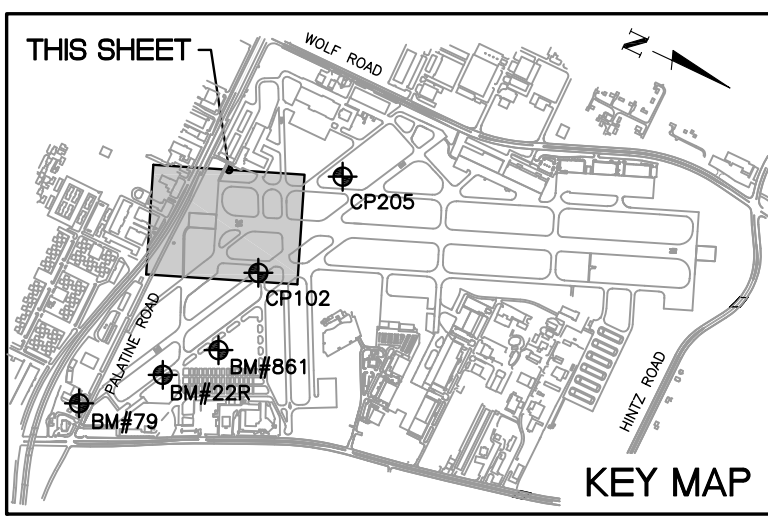 THIS SHEET
WOLF ROAD
N
CP205
CP102
PALATINE ROAD
BM#861
BM#22R
BM#79
HINTZ ROAD
KEY MAP